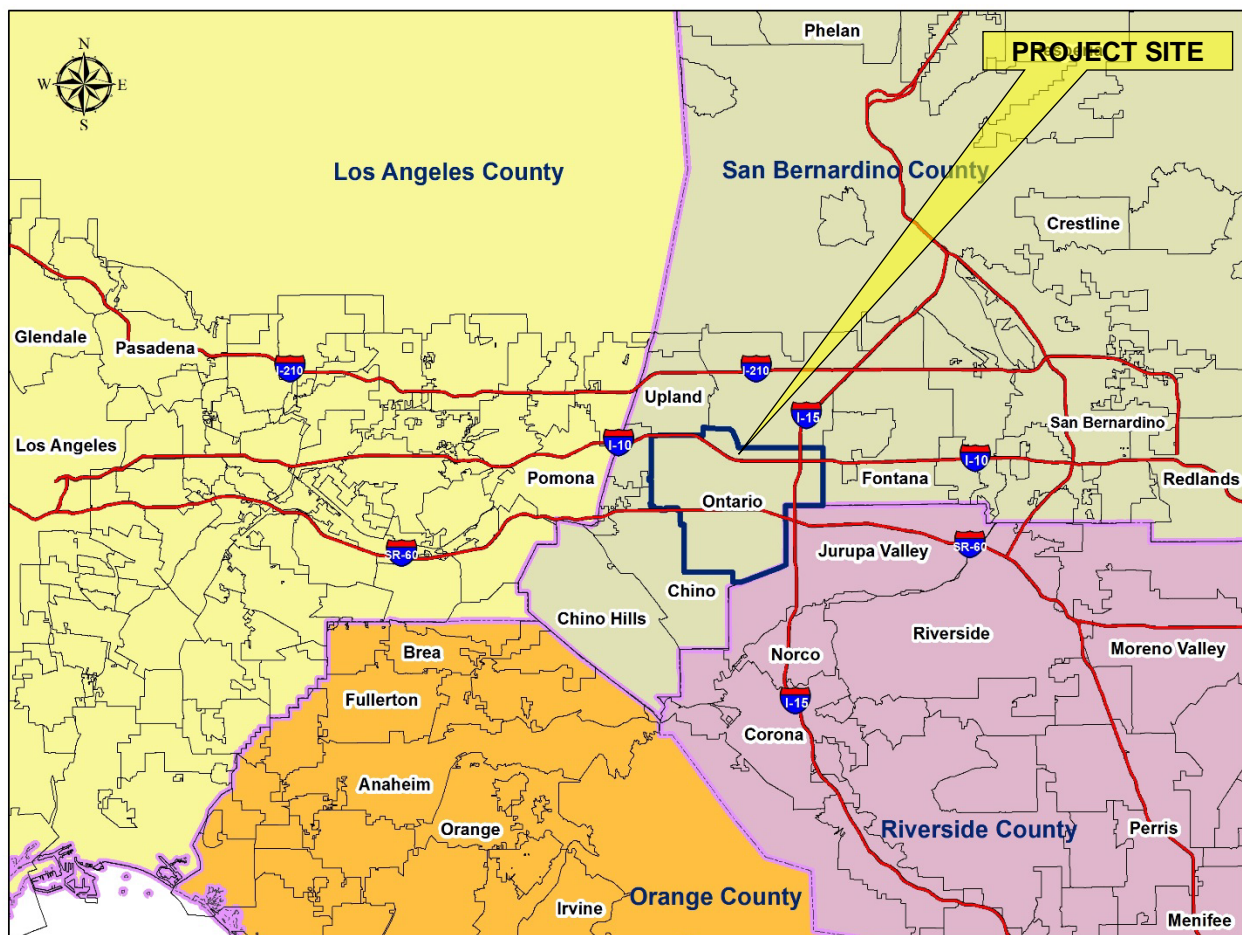 Phelan
PROJECT SITE
N
W
E
S
Los Angeles County
San Bernardino County
Crestline
Glendale
Pasadena
I-210
I-210
Upland
I-15
Los Angeles
San Bernardino
I-10
I-10
Pomona
Fontana
Redlands
Ontario
SR-60
SR-60
Jurupa Valley
Chino
Chino Hills
Riverside
Moreno Valley
Brea
Norco
Fullerton
I-15
Corona
Anaheim
Orange
Riverside County
Perris
Orange County
Irvine
Menifee